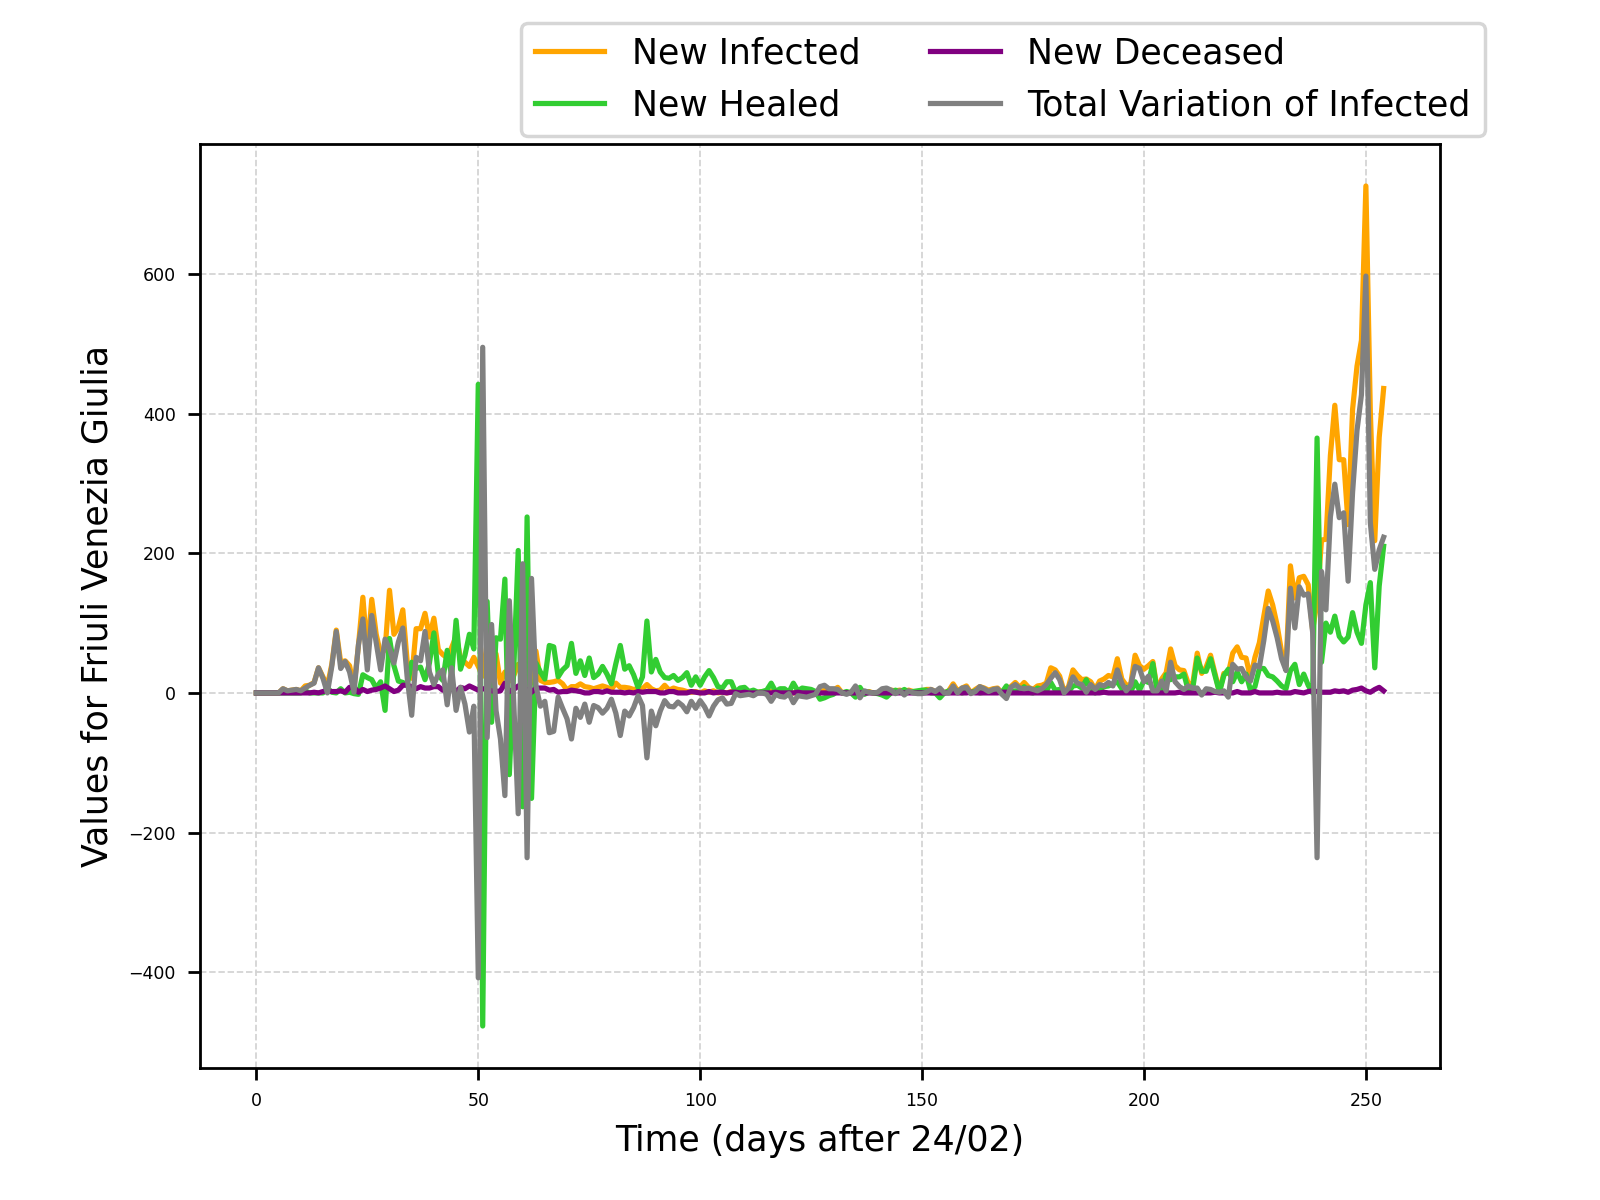 New Infected
New Healed
New Deceased
Total Variation of Infected
Values for Friuli Venezia Giulia
600
400
200
0
−200
−400
0 50 100 150 200 250
Time (days after 24/02)